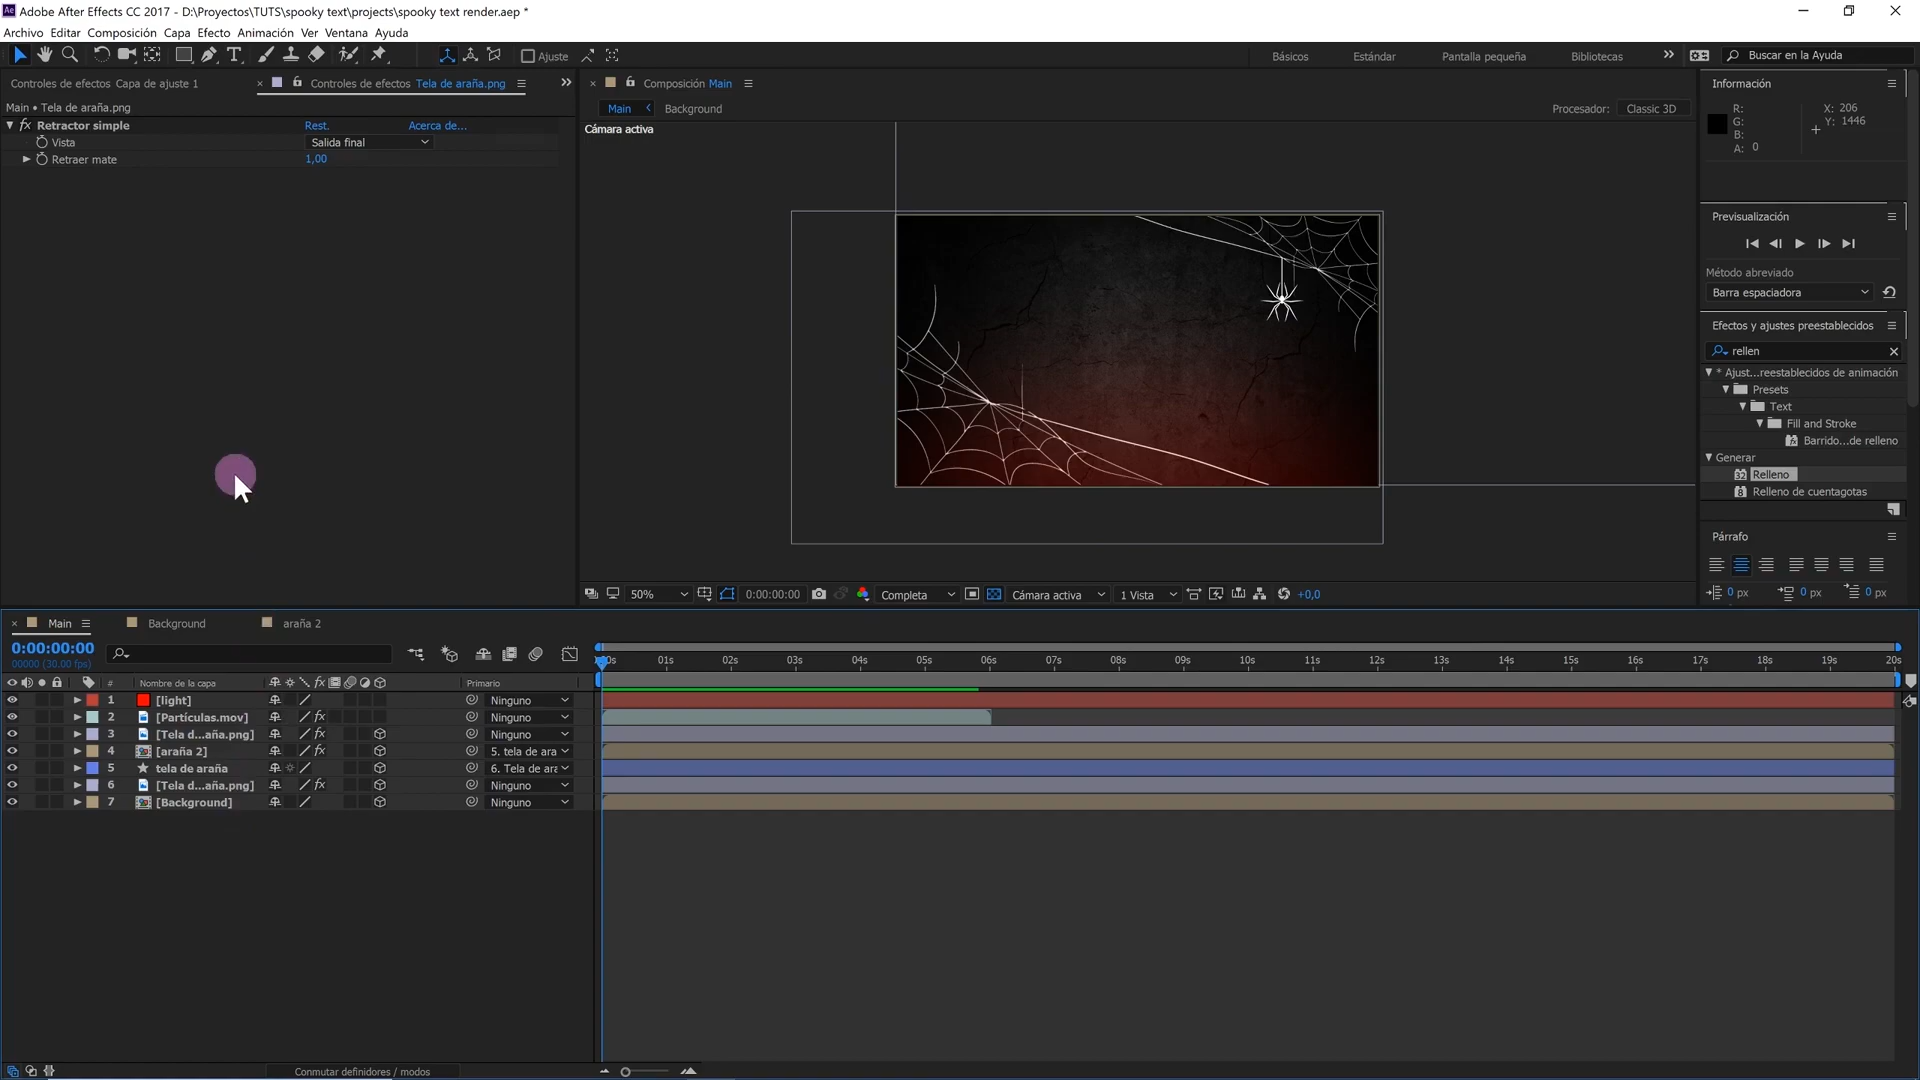 Ae Adobe After Effects CC 2017 - D:\Proyectos\TUTS\spooky text\projects\spooky text render.aep *
Archivo Editar Composición Capa Efecto Animación Ver Ventana Ayuda
Ajuste
Básicos Estándar Pantalla pequeña Bibliotecas » Buscar en la Ayuda
Controles de efectos Capa de ajuste 1
Controles de efectos Tela de araña.png
Main • Tela de araña.png
fx Retractor simple Rest. Acerca de...
Vista Salida final
Retraer mate 1,00
Composición Main
Main Background
Procesador: Classic 3D
Cámara activa
50% 0:00:00:00 Completa Cámara activa 1 Vista +0,0
Información
R: X: 206
G: Y: 1446
B:
A: 0
Previsualización
Método abreviado
Barra espaciadora
Efectos y ajustes preestablecidos
rellen
* Ajust...reestablecidos de animación
Presets
Text
Fill and Stroke
Barrido...de relleno
Generar
32 Relleno
8 Relleno de cuentagotas
Párrafo
0 px 0 px 0 px
Main Background araña 2
0:00:00:00
00000 (30.00 fps)
01s 02s 03s 04s 05s 06s 07s 08s 09s 10s 11s 12s 13s 14s 15s 16s 17s 18s 19s 20s
# Nombre de la capa fx Primario
1 [light] Ninguno
2 [Partículas.mov] fx Ninguno
3 [Tela d...aña.png] fx Ninguno
4 [araña 2] fx 5. tela de ara
5 tela de araña 6. Tela de ara
6 [Tela d...aña.png] fx Ninguno
7 [Background] Ninguno
Conmutar definidores / modos